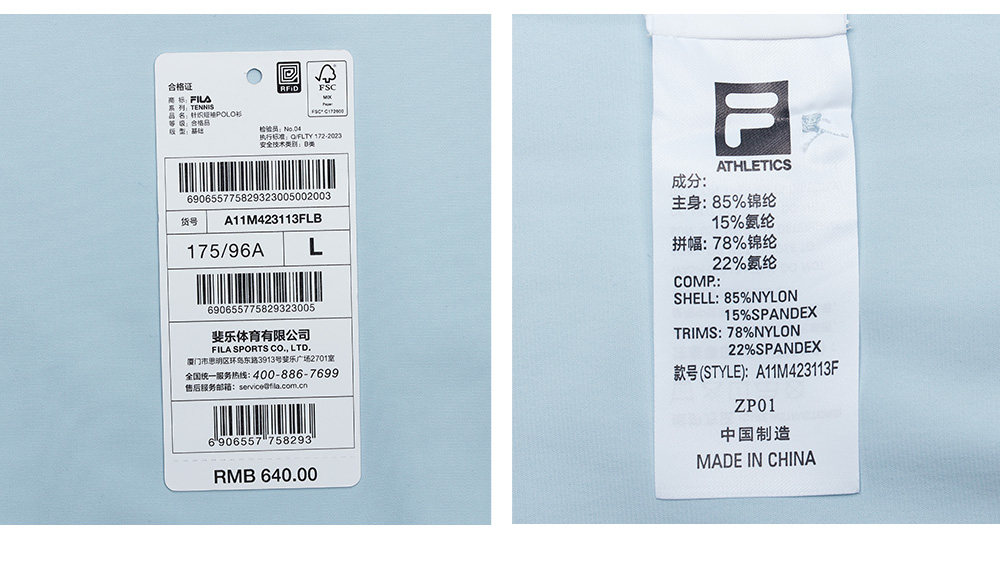 合格证
商 标: FILA
系 列: TENNIS
品 名: 针织短袖POLO衫
等 级: 合格品
版 型: 基础
RFID
FSC
MIX
Paper
FSC® C172800
检验员: No.04
执行标准: Q/FLTY 172-2023
安全技术类别: B类
690655775829323005002003
货号
A11M423113FLB
175/96A
L
690655775829323005
斐乐体育有限公司
FILA SPORTS CO., LTD.
厦门市思明区环岛东路3913号斐乐广场2701室
全国统一服务热线: 400-886-7699
售后服务邮箱: service@fila.com.cn
6 906557 758293
RMB 640.00
F
ATHLETICS
成分:
主身: 85%锦纶
15%氨纶
拼幅: 78%锦纶
22%氨纶
COMP.:
SHELL: 85%NYLON
15%SPANDEX
TRIMS: 78%NYLON
22%SPANDEX
款号(STYLE): A11M423113F
ZP01
中国制造
MADE IN CHINA